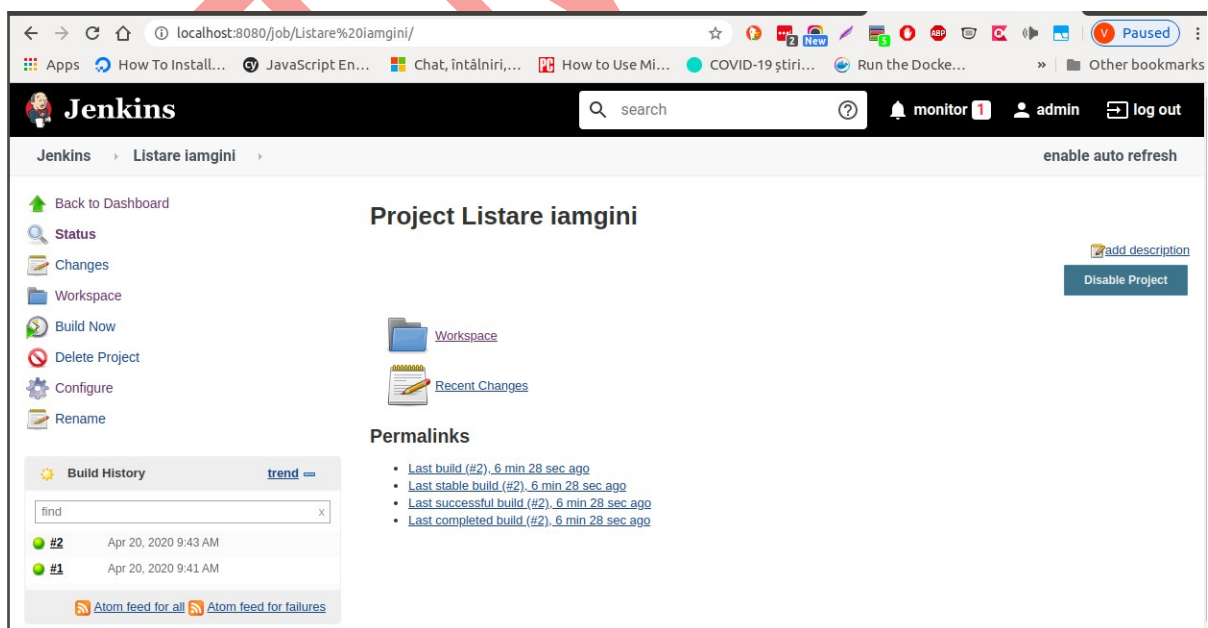 localhost:8080/job/Listare%20iamgini/
2 New 5 ABP V Paused
Apps How To Install... JavaScript En... Chat, întâlniri,... How to Use Mi... COVID-19 știri... Run the Docke... » Other bookmarks
Jenkins search monitor 1 admin log out
Jenkins Listare iamgini enable auto refresh
Back to Dashboard
Status
Changes
Workspace
Build Now
Delete Project
Configure
Rename
Build History trend
find x
#2 Apr 20, 2020 9:43 AM
#1 Apr 20, 2020 9:41 AM
Atom feed for all Atom feed for failures
Project Listare iamgini
add description
Disable Project
Workspace
Recent Changes
Permalinks
Last build (#2), 6 min 28 sec ago
Last stable build (#2), 6 min 28 sec ago
Last successful build (#2), 6 min 28 sec ago
Last completed build (#2), 6 min 28 sec ago